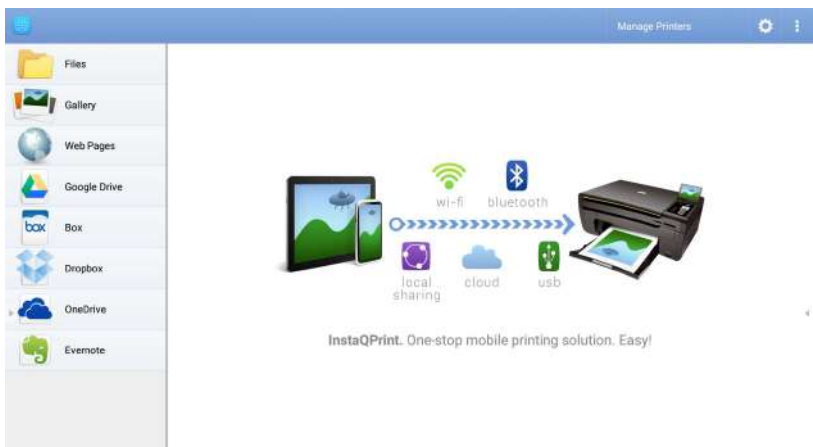 Manage Printers
Files
Gallery
Web Pages
Google Drive
box
Box
Dropbox
OneDrive
Evernote
wi-fi
bluetooth
local
sharing
cloud
usb
InstaQPrint. One-stop mobile printing solution. Easy!